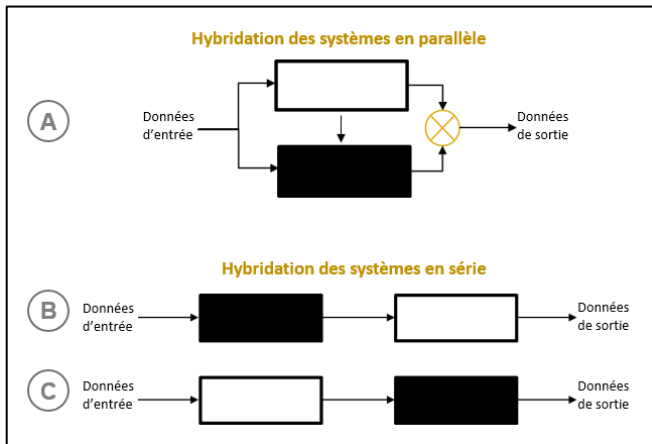 Hybridation des systèmes en parallèle
A
Données
d'entrée
Données
de sortie
Hybridation des systèmes en série
B
Données
d'entrée
Données
de sortie
C
Données
d'entrée
Données
de sortie